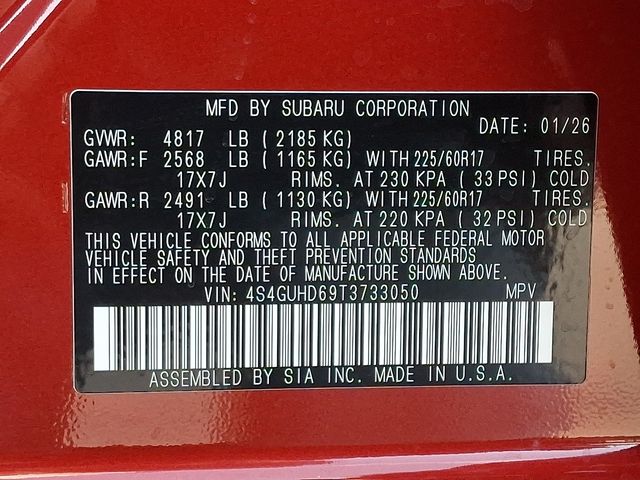 MFD BY SUBARU CORPORATION
DATE: 01/26
GVWR: 4817 LB ( 2185 KG)
GAWR:F 2568 LB ( 1165 KG) WITH 225/60R17 TIRES.
17X7J RIMS. AT 230 KPA ( 33 PSI) COLD
GAWR:R 2491 LB ( 1130 KG) WITH 225/60R17 TIRES.
17X7J RIMS. AT 220 KPA ( 32 PSI) COLD
THIS VEHICLE CONFORMS TO ALL APPLICABLE FEDERAL MOTOR
VEHICLE SAFETY AND THEFT PREVENTION STANDARDS
IN EFFECT ON THE DATE OF MANUFACTURE SHOWN ABOVE.
VIN: 4S4GUHD69T3733050 MPV
ASSEMBLED BY SIA INC. MADE IN U.S.A.